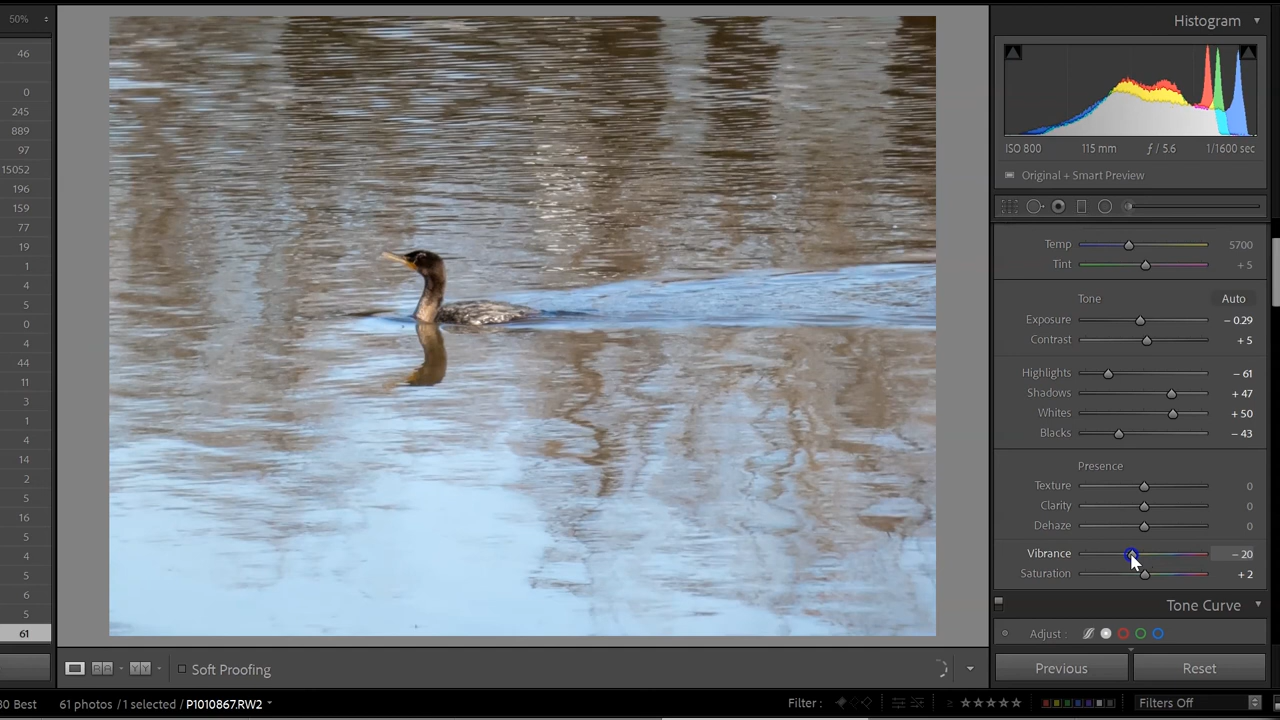 50%
46
0
245
889
97
15052
196
159
77
19
1
4
5
0
4
44
11
3
1
4
14
2
5
16
5
4
5
6
5
61
Histogram
ISO 800 115 mm ƒ / 5.6 1/1600 sec
Original + Smart Preview
Temp 5700
Tint + 5
Tone Auto
Exposure – 0.29
Contrast + 5
Highlights – 61
Shadows + 47
Whites + 50
Blacks – 43
Presence
Texture 0
Clarity 0
Dehaze 0
Vibrance – 20
Saturation + 2
Tone Curve
Adjust :
Previous Reset
R A Y Y Soft Proofing
30 Best 61 photos / 1 selected / P1010867.RW2 Filter : ≥ Filters Off